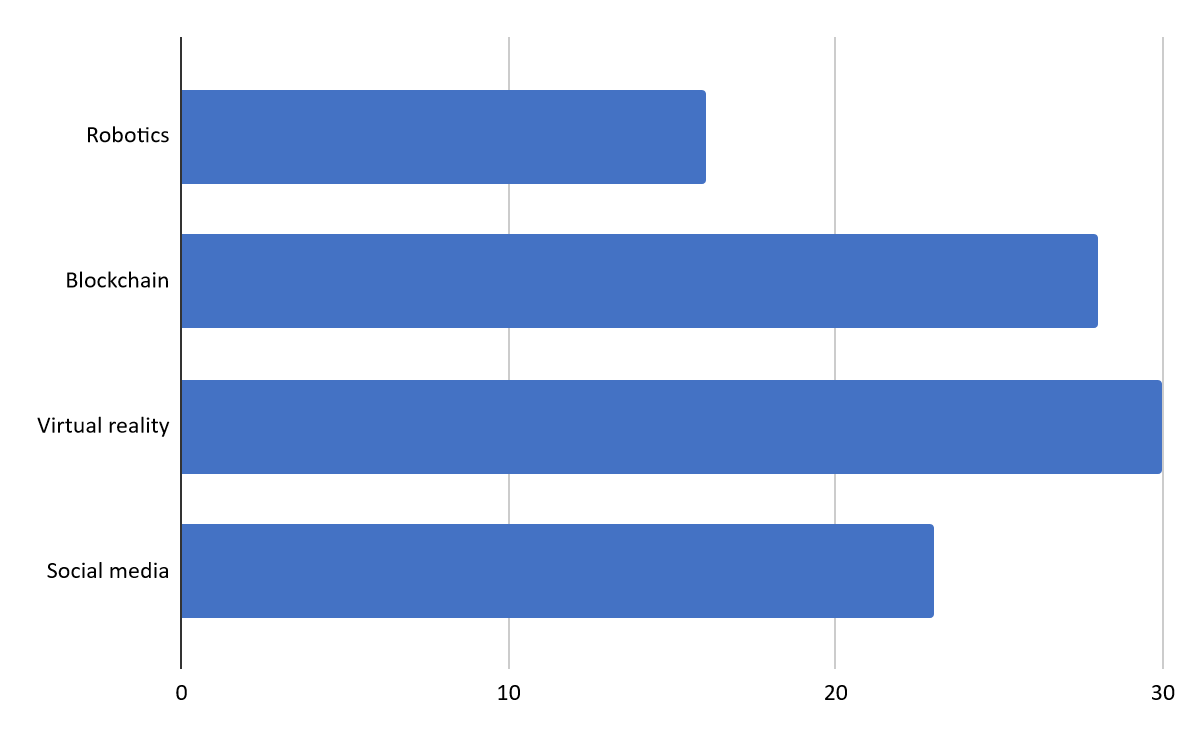 Robotics
Blockchain
Virtual reality
Social media
0 10 20 30